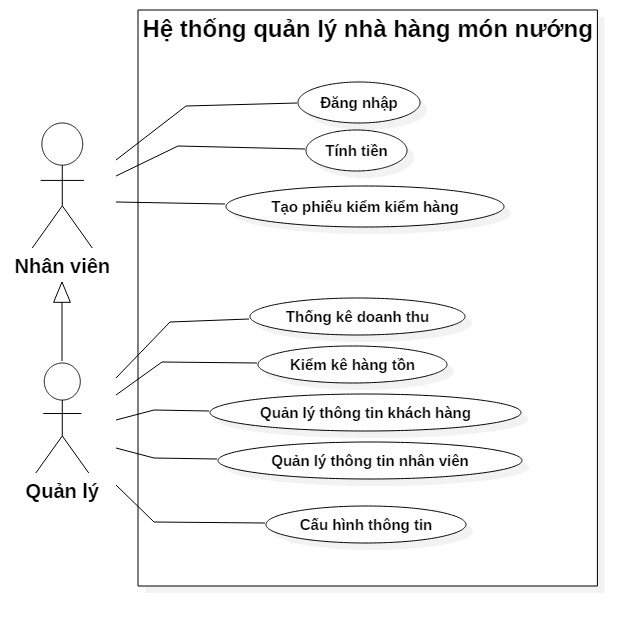 Hệ thống quản lý nhà hàng món nướng
Đăng nhập
Tính tiền
Tạo phiếu kiểm kiểm hàng
Nhân viên
Thống kê doanh thu
Kiểm kê hàng tồn
Quản lý thông tin khách hàng
Quản lý thông tin nhân viên
Quản lý
Cấu hình thông tin